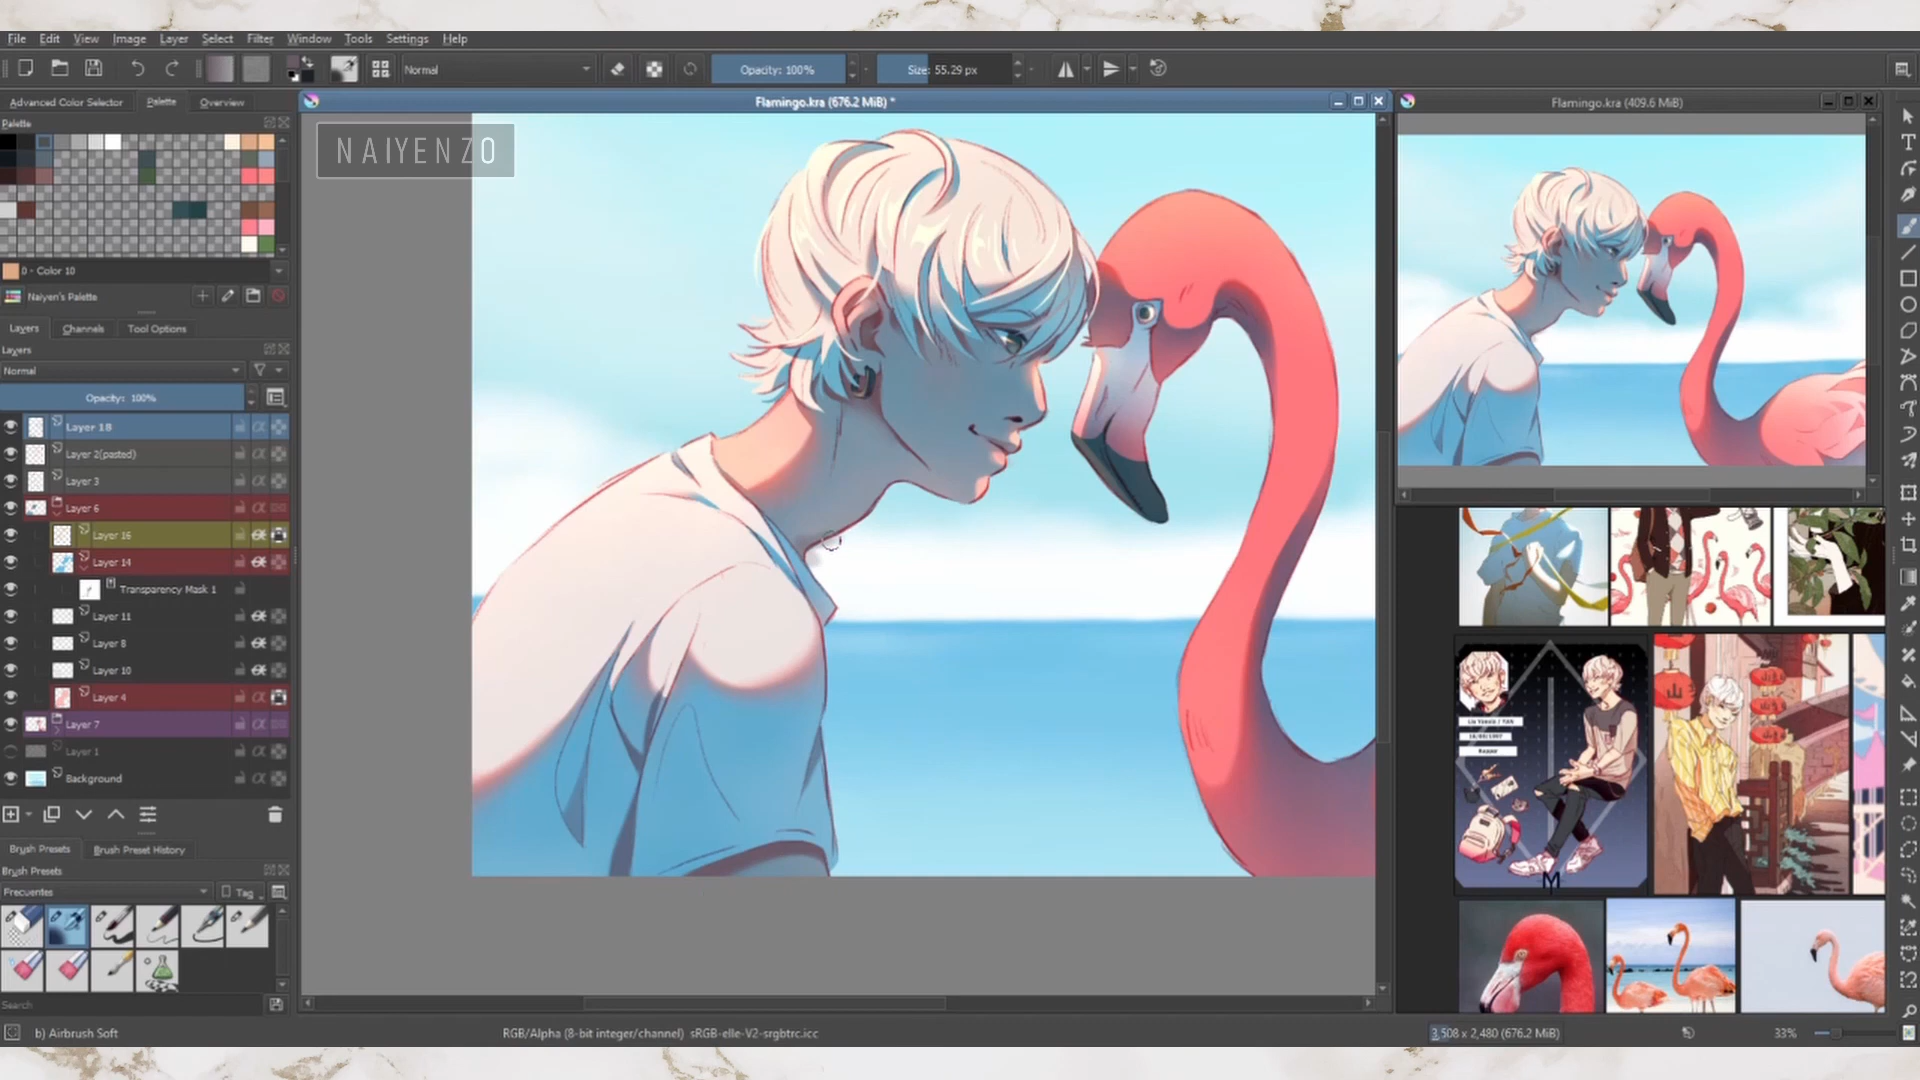 File Edit View Image Layer Select Filter Window Tools Settings Help
Normal
Opacity: 100%
Size: 55.29 px
Advanced Color Selector
Palette
Overview
Flamingo.kra (676.2 MiB) *
Flamingo.kra (409.6 MiB)
Palette
NAIYENZO
0 - Color 10
Naiyen's Palette
Layers
Channels
Tool Options
Layers
Normal
Opacity: 100%
Layer 18
Layer 2(pasted)
Layer 3
Layer 6
Layer 16
Layer 14
Transparency Mask 1
Layer 11
Layer 8
Layer 10
Layer 4
Layer 7
Layer 1
Background
Brush Presets
Brush Preset History
Brush Presets
Frecuentes
Tag
Search
b) Airbrush Soft
RGB/Alpha (8-bit integer/channel) sRGB-elle-V2-srgbtrc.icc
3,508 x 2,480 (676.2 MiB)
33%